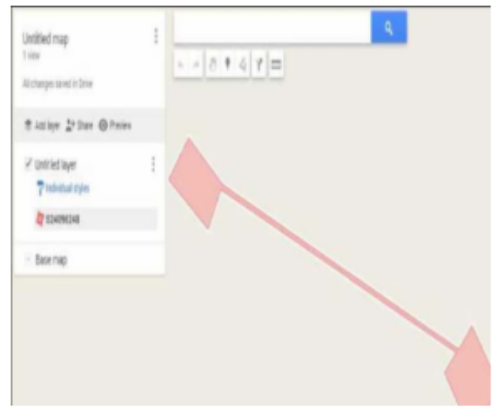 Untitled map
1 view
All changes saved in Drive
Add layer Share Preview
Untitled layer
Individual styles
Base map